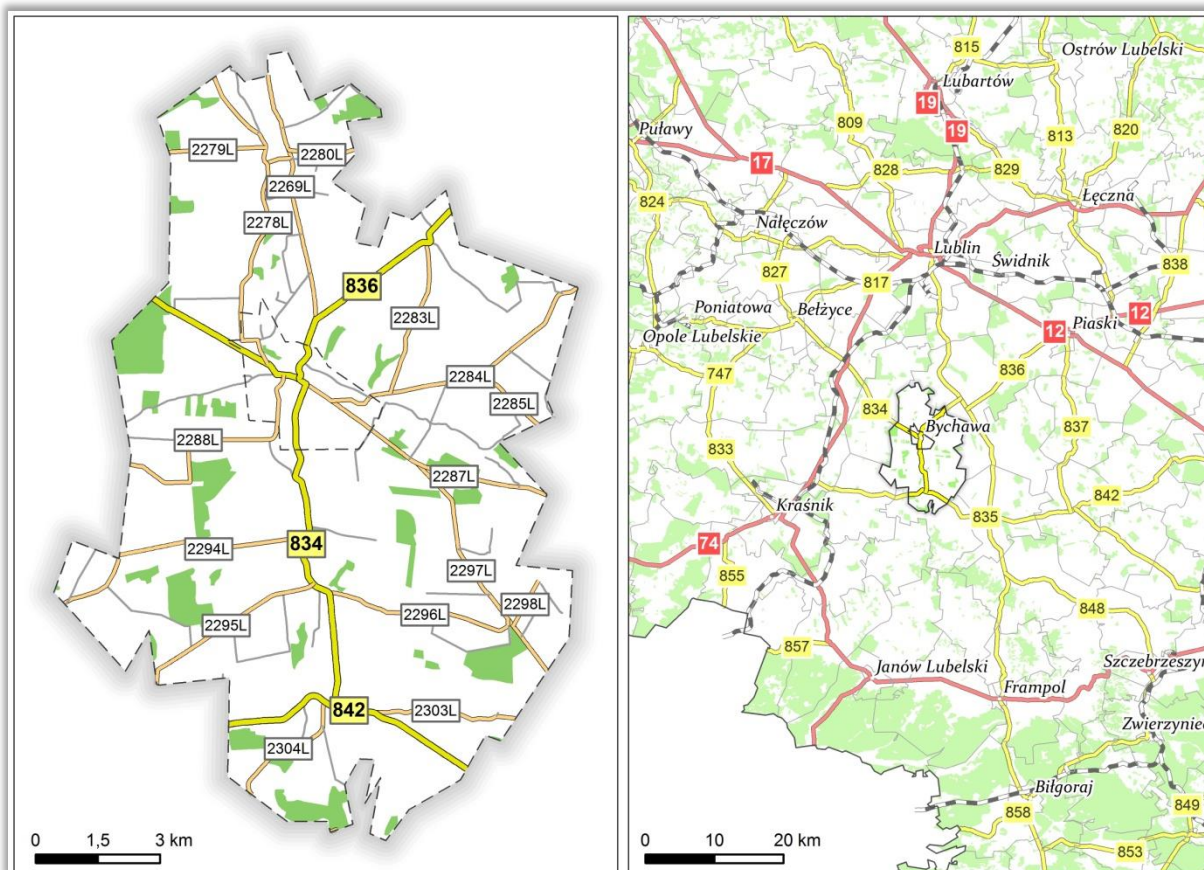 2279L
2280L
2269L
2278L
836
2283L
2284L
2285L
2288L
2287L
834
2294L
2297L
2296L
2298L
2295L
842
2303L
2304L
0 1,5 3 km
815
Ostrów Lubelski
Lubartów
19
809
19
813
820
Puławy
17
828
829
824
Łęczna
Nałęczów
Lublin
838
827
817
Świdnik
Poniatowa
Bełżyce
12
Opole Lubelskie
12
Piaski
747
836
834
Bychawa
837
833
842
Kraśnik
835
74
855
848
857
Janów Lubelski
Szczebrzeszyn
Frampol
Zwierzyniec
Biłgoraj
858
849
853
0 10 20 km